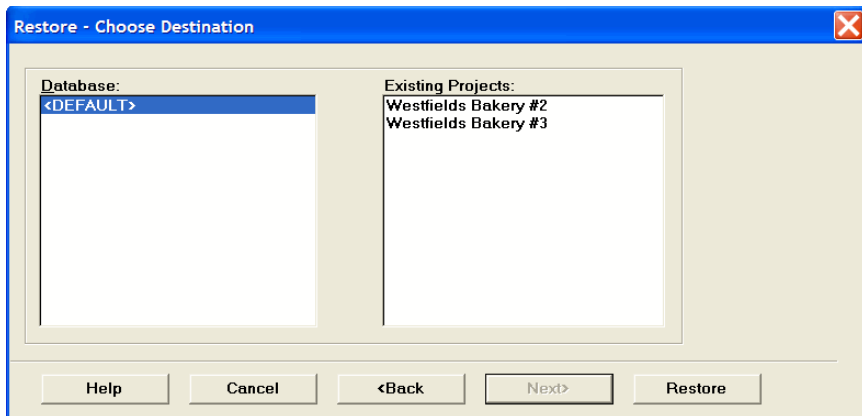 Restore - Choose Destination
Database:
<DEFAULT>
Existing Projects:
Westfields Bakery #2
Westfields Bakery #3
Help
Cancel
<Back
Next>
Restore